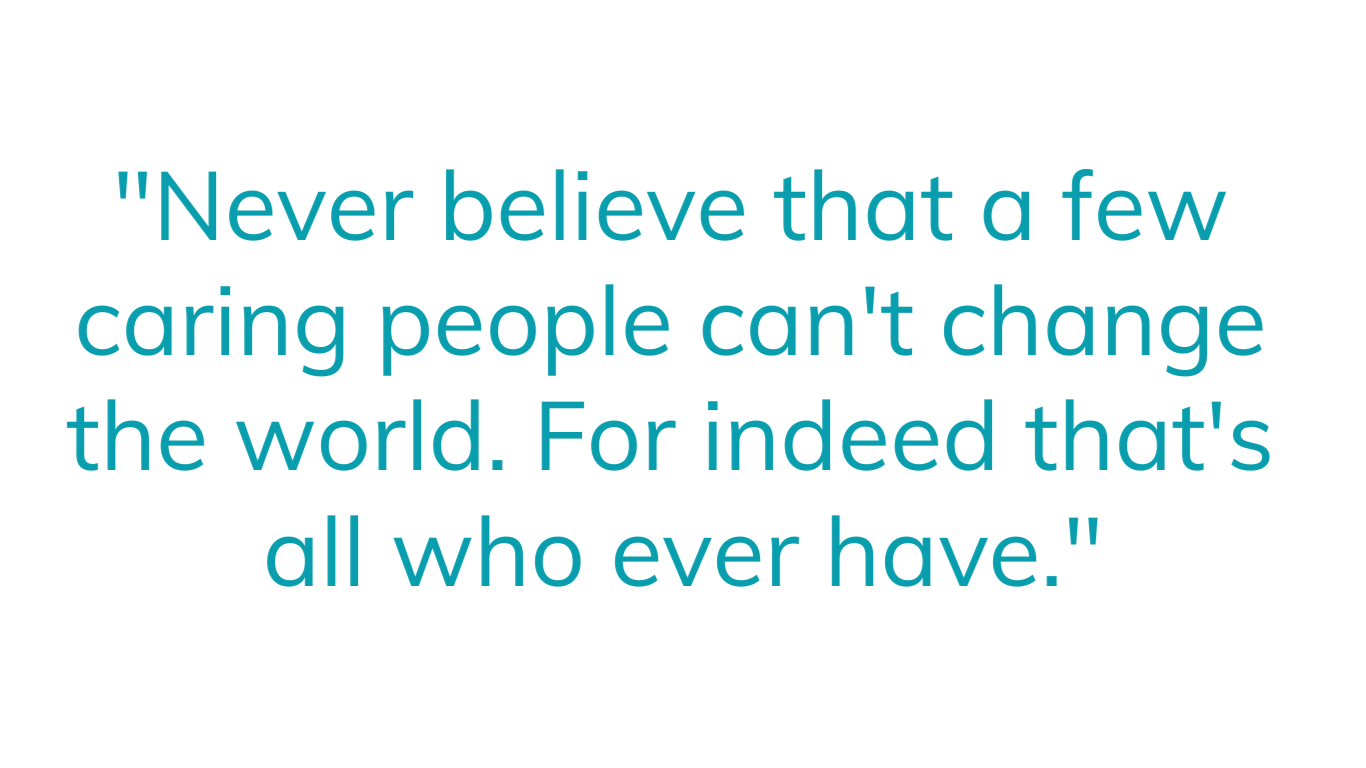 "Never believe that a few
caring people can't change
the world. For indeed that's
all who ever have."